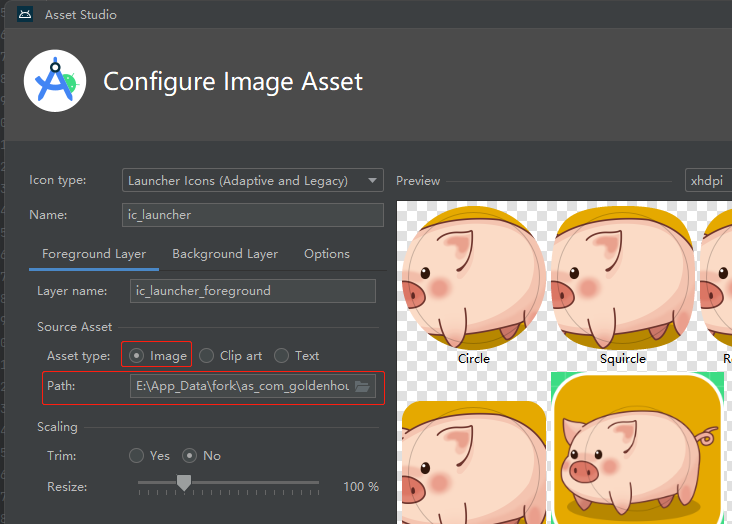 Asset Studio
Configure Image Asset
Icon type: Launcher Icons (Adaptive and Legacy) Preview xhdpi
Name: ic_launcher
Foreground Layer Background Layer Options
Layer name: ic_launcher_foreground
Source Asset
Asset type: Image Clip art Text
Circle Squircle R
Path: E:\App_Data\fork\as_com_goldenhou
Scaling
Trim: Yes No
Resize: 100 %